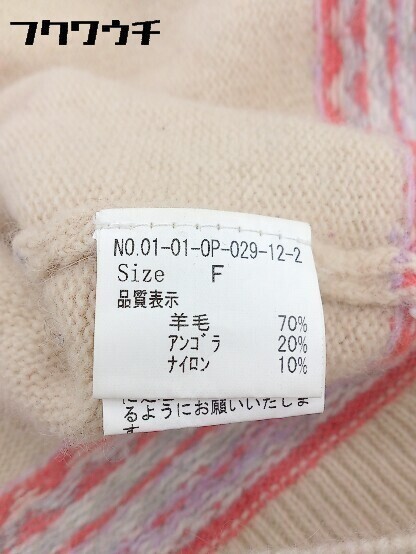 フクワウチ
NO.01-01-OP-029-12-2
Size F
品質表示
羊毛 70%
アンゴラ 20%
ナイロン 10%
るようにお願いいたしま